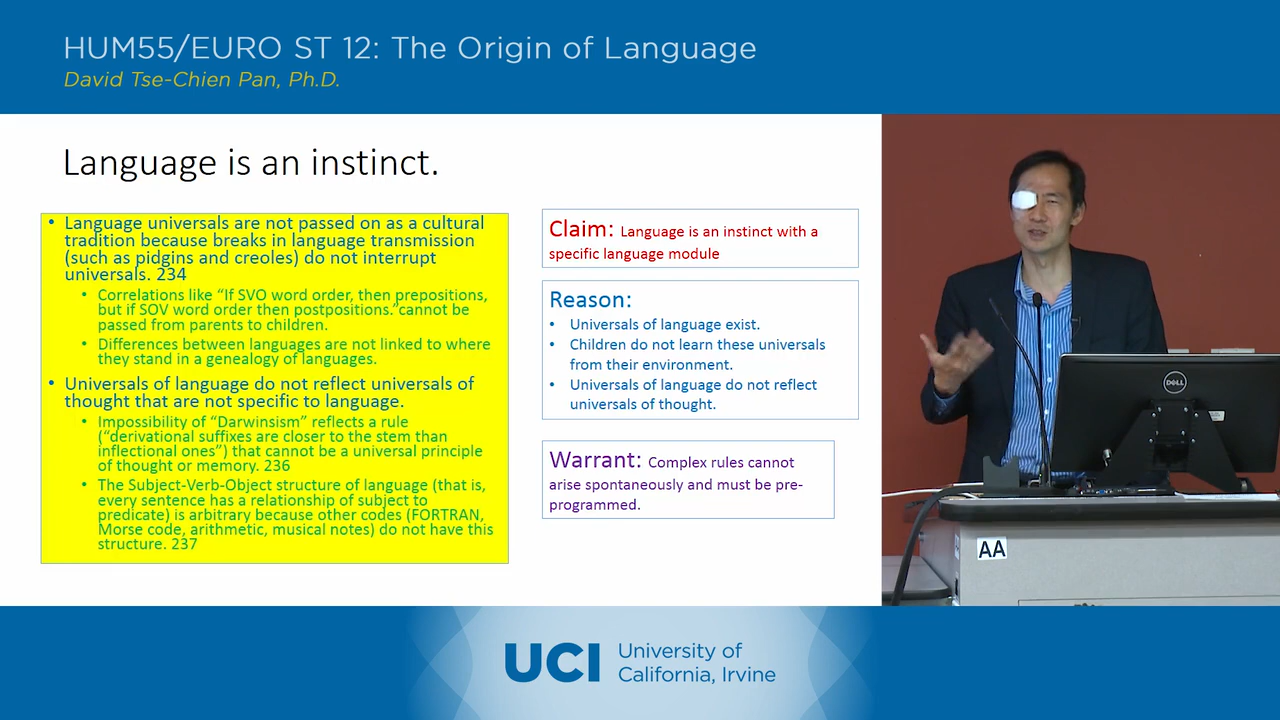 HUM55/EURO ST 12: The Origin of Language
David Tse-Chien Pan, Ph.D.
Language is an instinct.
• Language universals are not passed on as a cultural
tradition because breaks in language transmission
(such as pidgins and creoles) do not interrupt
universals. 234
• Correlations like “If SVO word order, then prepositions,
but if SOV word order then postpositions.”cannot be
passed from parents to children.
• Differences between languages are not linked to where
they stand in a genealogy of languages.
• Universals of language do not reflect universals of
thought that are not specific to language.
• Impossibility of “Darwinsism” reflects a rule
(“derivational suffixes are closer to the stem than
inflectional ones”) that cannot be a universal principle
of thought or memory. 236
• The Subject-Verb-Object structure of language (that is,
every sentence has a relationship of subject to
predicate) is arbitrary because other codes (FORTRAN,
Morse code, arithmetic, musical notes) do not have this
structure. 237
Claim: Language is an instinct with a
specific language module
Reason:
• Universals of language exist.
• Children do not learn these universals
from their environment.
• Universals of language do not reflect
universals of thought.
Warrant: Complex rules cannot
arise spontaneously and must be pre-
programmed.
DELL
AA
UCI University of
California, Irvine